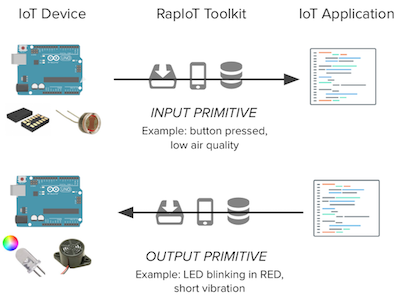 IoT Device
RapIoT Toolkit
IoT Application
INPUT PRIMITIVE
Example: button pressed,
low air quality
OUTPUT PRIMITIVE
Example: LED blinking in RED,
short vibration